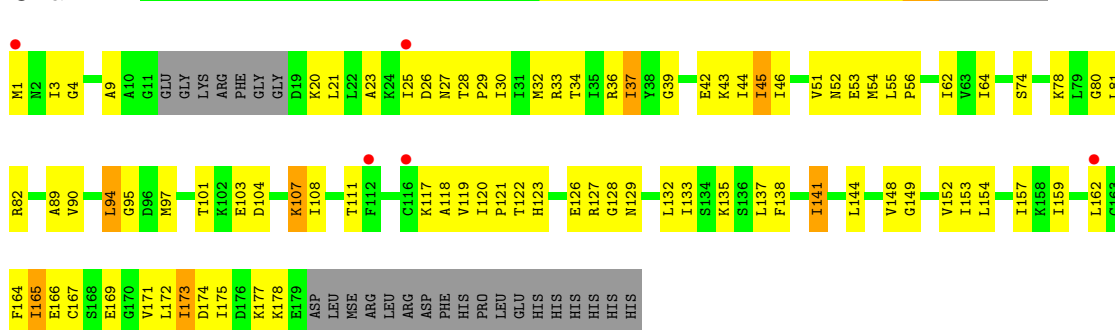 M1 N2 I3 G4 A9 A10 G11 GLU GLY LYS ARG PHE GLY GLY D19 K20 L21 L22 A23 K24 I25 D26 N27 T28 P29 I30 I31 M32 R33 T34 I35 R36 I37 Y38 G39 E42 K43 I44 I45 I46 V51 N52 E53 M54 L55 P56 I62 V63 I64 S74 K78 L79 G80 L81
R82 A89 V90 L94 G95 D96 M97 T101 K102 E103 D104 K107 I108 T111 F112 C116 K117 A118 V119 I120 P121 T122 H123 E126 R127 G128 N129 L132 I133 S134 K135 S136 L137 F138 I141 L144 V148 G149 V152 I153 L154 I157 K158 I159 L162 G163
F164 I165 E166 C167 S168 E169 G170 V171 L172 I173 D174 I175 D176 K177 K178 E179 ASP LEU MSE ARG LEU ARG ASP PHE HIS PRO LEU GLU HIS HIS HIS HIS HIS HIS